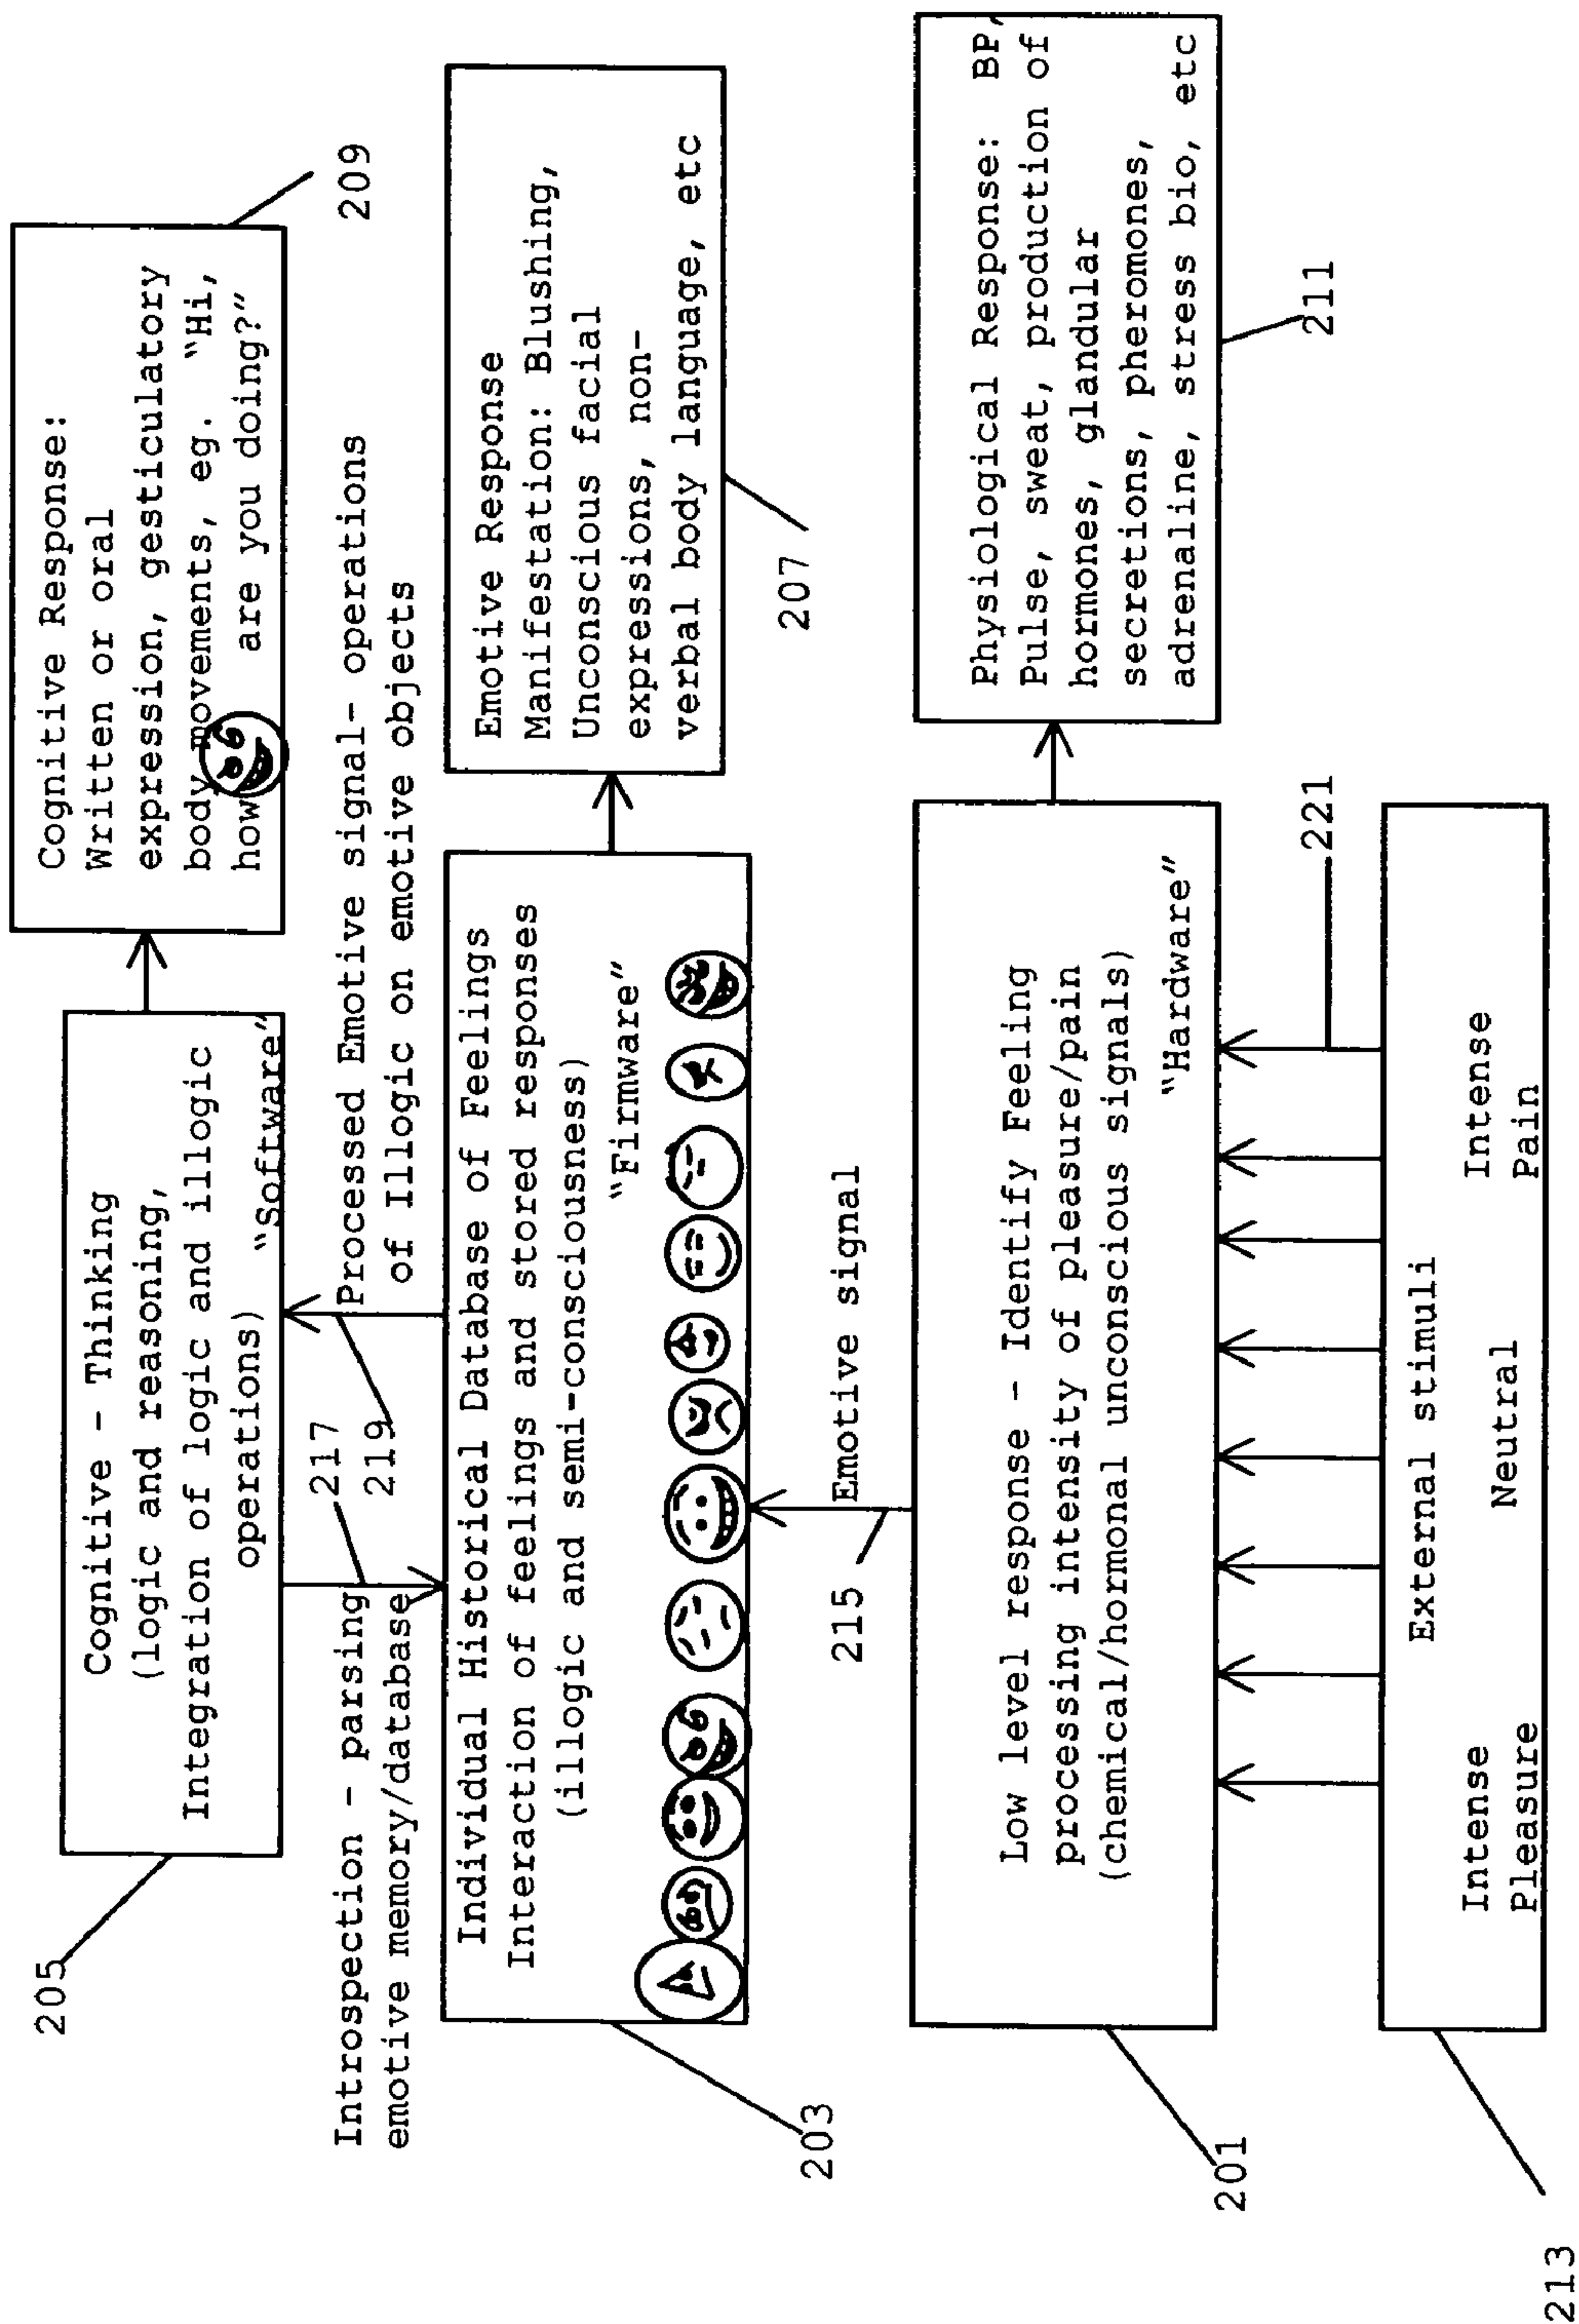 205
Cognitive - Thinking
(logic and reasoning,
Integration of logic and illogic
operations) "Software"
Cognitive Response:
Written or oral
expression, gesticulatory
body movements, eg. "Hi,
how are you doing?"
209
Introspection - parsing
emotive memory/database
217
219
Processed Emotive signal- operations
of Illogic on emotive objects
Individual Historical Database of Feelings
Interaction of feelings and stored responses
(illogic and semi-consciousness)
"Firmware"
203
Emotive Response
Manifestation: Blushing,
Unconscious facial
expressions, non-
verbal body language, etc
207
215
Emotive signal
Low level response - Identify Feeling
processing intensity of pleasure/pain
(chemical/hormonal unconscious signals)
"Hardware"
201
Physiological Response: BP,
Pulse, sweat, production of
hormones, glandular
secretions, pheromones,
adrenaline, stress bio, etc
211
221
External stimuli
Intense
Pleasure
Neutral
Intense
Pain
213